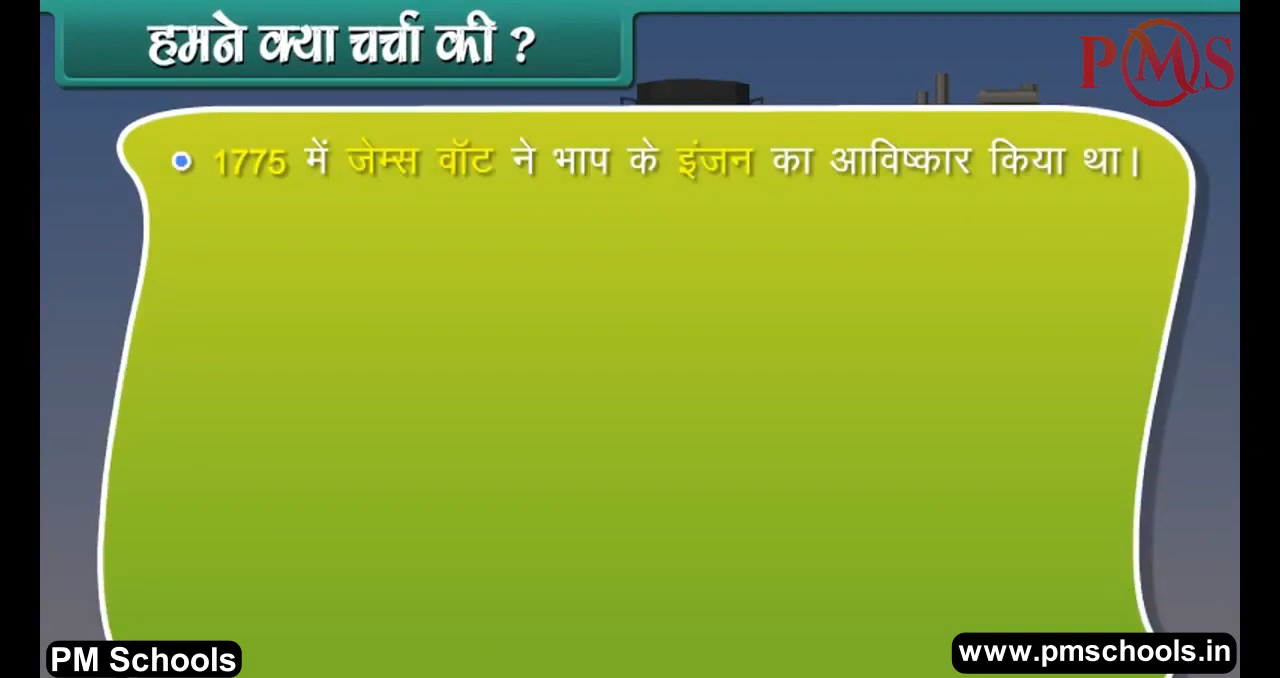 हमने क्या चर्चा की ?
PMS
1775 में जेम्स वॉट ने भाप के इंजन का आविष्कार किया था।
PM Schools
www.pmschools.in